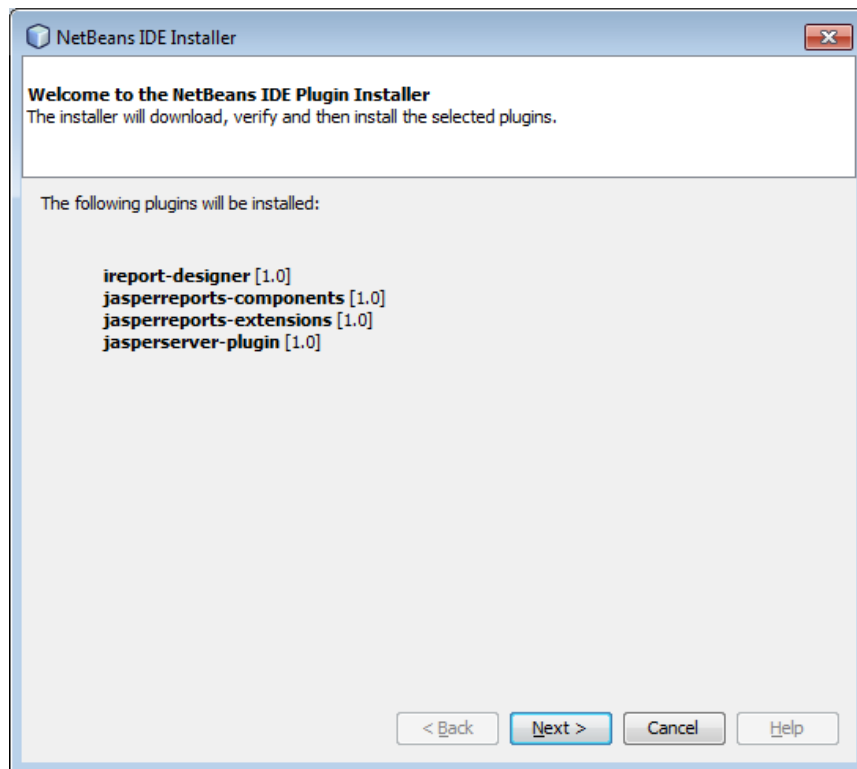 NetBeans IDE Installer
Welcome to the NetBeans IDE Plugin Installer
The installer will download, verify and then install the selected plugins.
The following plugins will be installed:
ireport-designer [1.0]
jasperreports-components [1.0]
jasperreports-extensions [1.0]
jasperserver-plugin [1.0]
< Back Next > Cancel Help